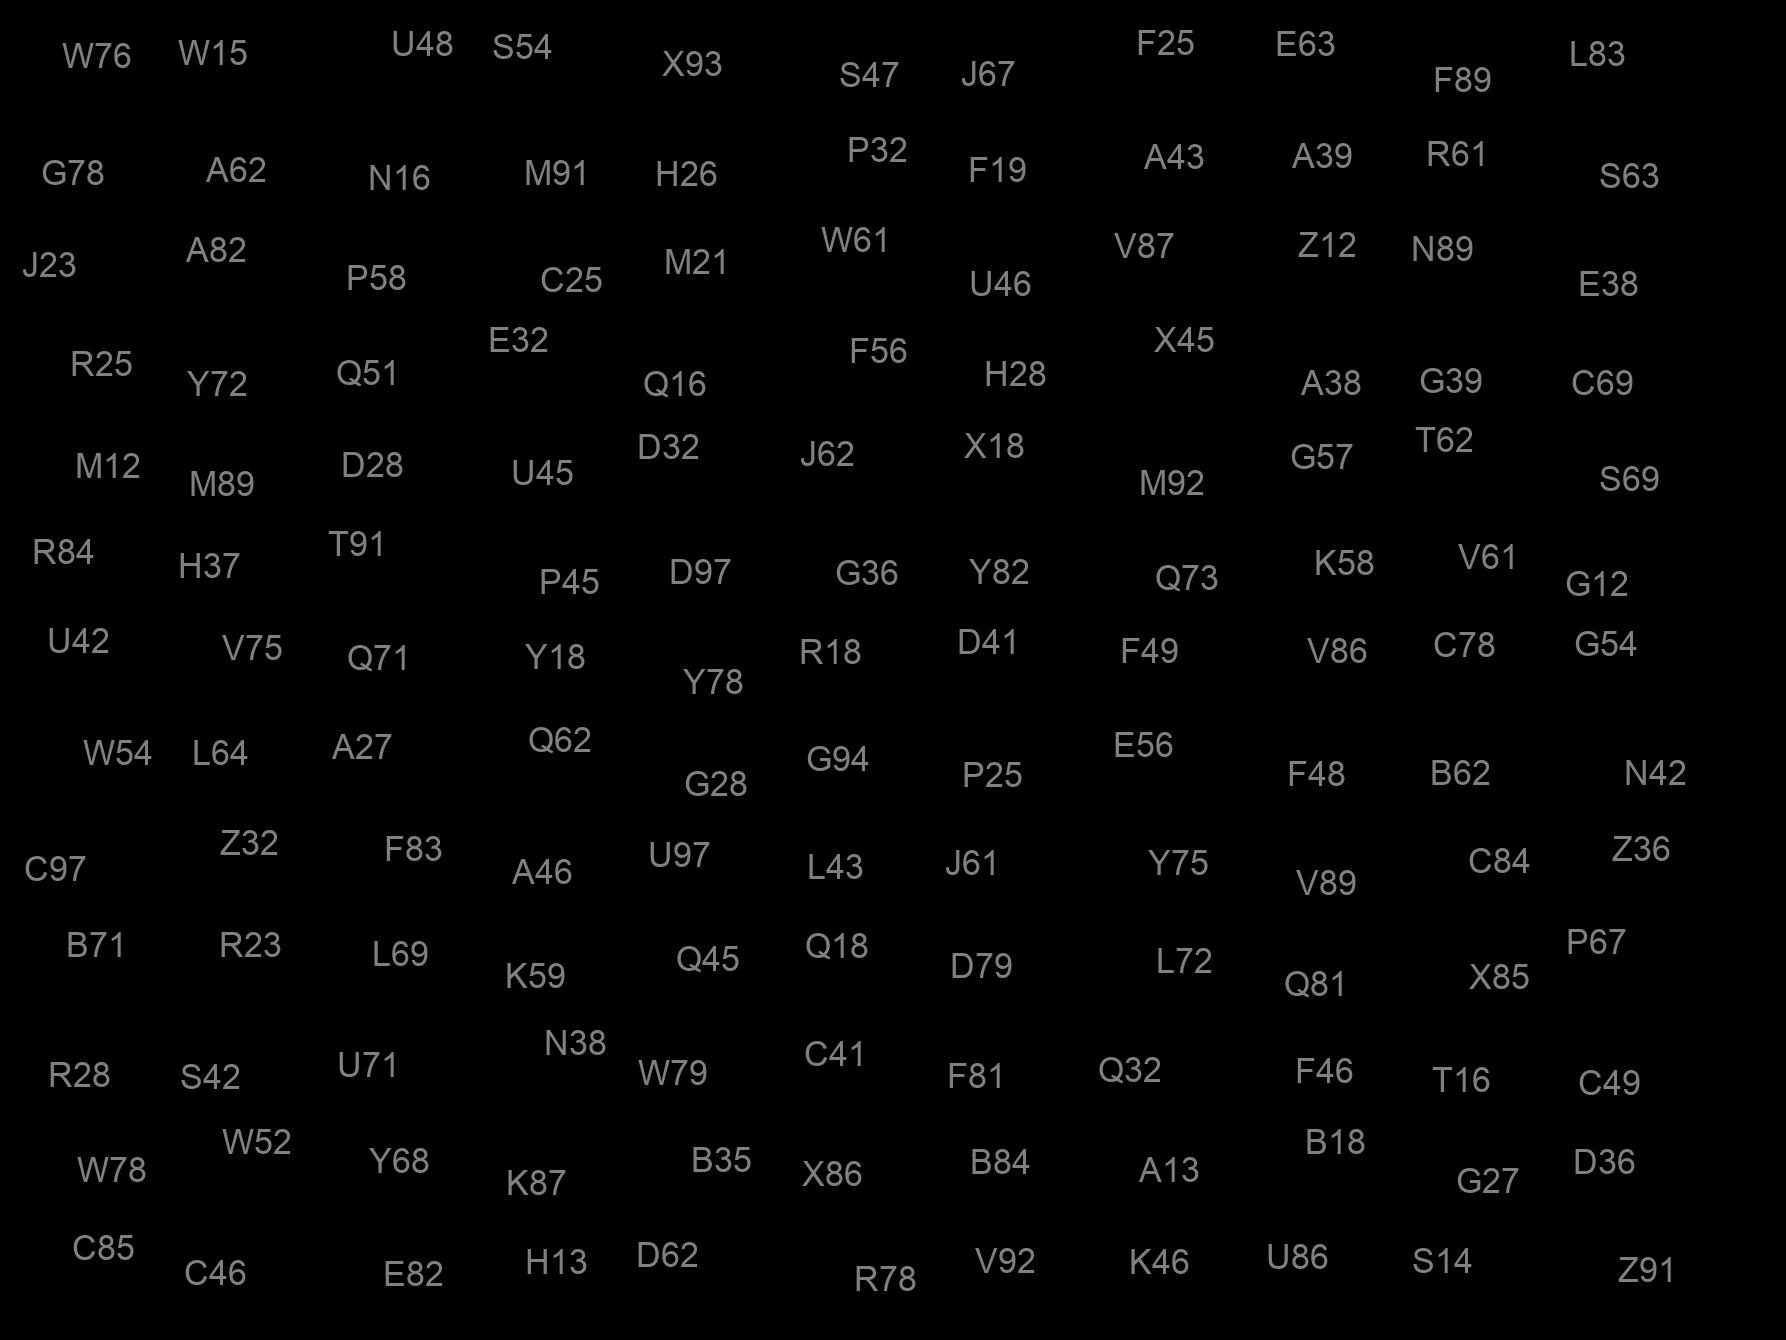 W76 W15 U48 S54 X93 S47 J67 F25 E63 F89 L83
G78 A62 N16 M91 H26 P32 F19 A43 A39 R61 S63
J23 A82 P58 C25 M21 W61 U46 V87 Z12 N89 E38
R25 Y72 Q51 E32 Q16 F56 H28 X45 A38 G39 C69
M12 M89 D28 U45 D32 J62 X18 M92 G57 T62 S69
R84 H37 T91 P45 D97 G36 Y82 Q73 K58 V61 G12
U42 V75 Q71 Y18 Y78 R18 D41 F49 V86 C78 G54
W54 L64 A27 Q62 G28 G94 P25 E56 F48 B62 N42
C97 Z32 F83 A46 U97 L43 J61 Y75 V89 C84 Z36
B71 R23 L69 K59 Q45 Q18 D79 L72 Q81 X85 P67
R28 S42 U71 N38 W79 C41 F81 Q32 F46 T16 C49
W78 W52 Y68 K87 B35 X86 B84 A13 B18 G27 D36
C85 C46 E82 H13 D62 R78 V92 K46 U86 S14 Z91